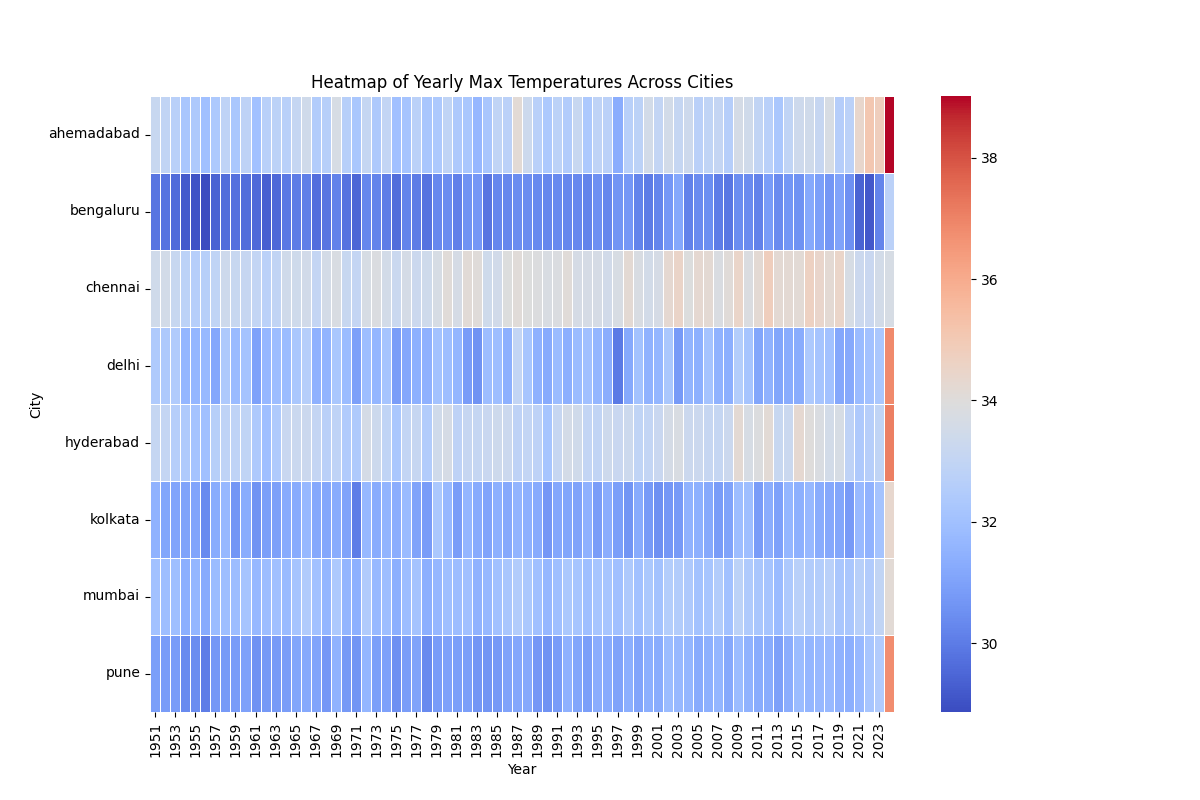 Heatmap of Yearly Max Temperatures Across Cities
City
ahemadabad
bengaluru
chennai
delhi
hyderabad
kolkata
mumbai
pune
1951 1953 1955 1957 1959 1961 1963 1965 1967 1969 1971 1973 1975 1977 1979 1981 1983 1985 1987 1989 1991 1993 1995 1997 1999 2001 2003 2005 2007 2009 2011 2013 2015 2017 2019 2021 2023
Year
38
36
34
32
30